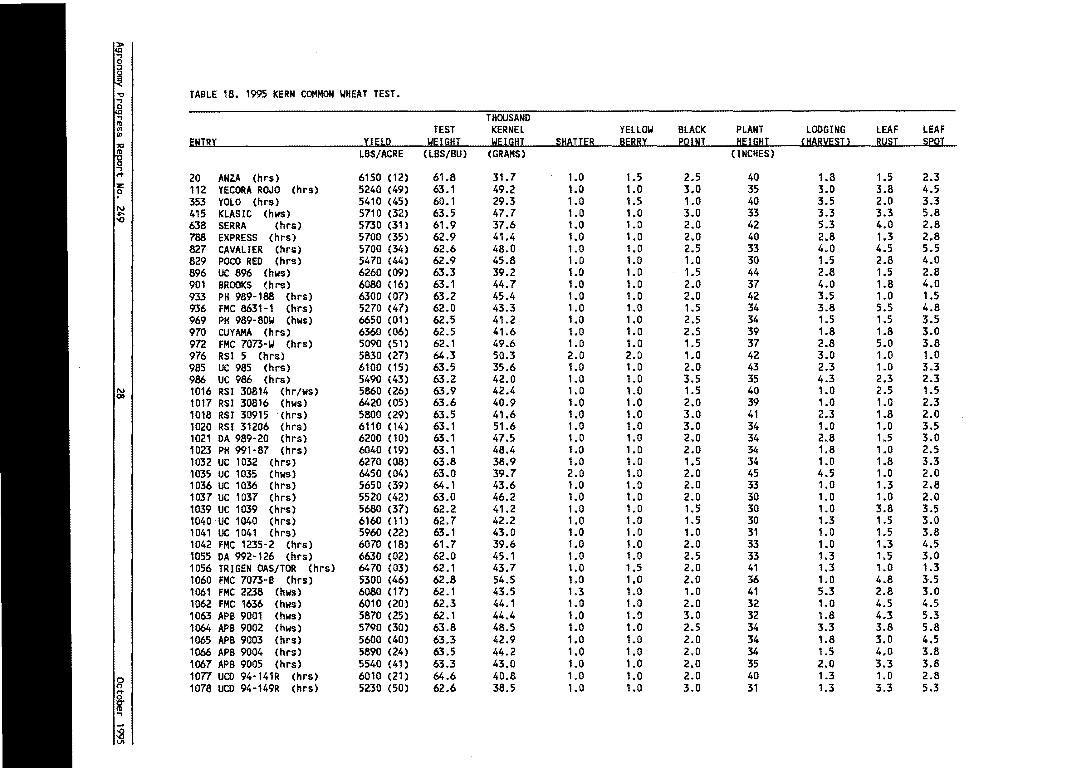 TABLE 18. 1995 KERN COMMON WHEAT TEST.
THOUSAND
TEST KERNEL YELLOW BLACK PLANT LODGING LEAF LEAF
ENTRY YIELD WEIGHT WEIGHT SHATTER BERRY POINT HEIGHT (HARVEST) RUST SPOT
LBS/ACRE (LBS/BU) (GRAMS) (INCHES)
20 ANZA (hrs) 6150 (12) 61.8 31.7 1.0 1.5 2.5 40 1.8 1.5 2.3
112 YECORA ROJO (hrs) 5240 (49) 63.1 49.2 1.0 1.0 3.0 35 3.0 3.8 4.5
353 YOLO (hrs) 5410 (45) 60.1 29.3 1.0 1.5 1.0 40 3.5 2.0 3.3
415 KLASIC (hws) 5710 (32) 63.5 47.7 1.0 1.0 3.0 33 3.3 3.3 5.8
638 SERRA (hrs) 5730 (31) 61.9 37.6 1.0 1.0 2.0 42 5.3 4.0 2.8
788 EXPRESS (hrs) 5700 (35) 62.9 41.4 1.0 1.0 2.0 40 2.8 1.3 2.8
827 CAVALIER (hrs) 5700 (34) 62.6 48.0 1.0 1.0 2.5 33 4.0 4.5 5.5
829 POCO RED (hrs) 5470 (44) 62.9 45.8 1.0 1.0 1.0 30 1.5 2.8 4.0
896 UC 896 (hws) 6260 (09) 63.3 39.2 1.0 1.0 1.5 44 2.8 1.5 2.8
901 BROOKS (hrs) 6080 (16) 63.1 44.7 1.0 1.0 2.0 37 4.0 1.8 4.0
933 PH 989-188 (hrs) 6300 (07) 63.2 45.4 1.0 1.0 2.0 42 3.5 1.0 1.5
936 FMC 8631-1 (hrs) 5270 (47) 62.0 43.3 1.0 1.0 1.5 34 3.8 5.5 4.8
969 PH 989-80W (hws) 6650 (01) 62.5 41.2 1.0 1.0 2.5 34 1.5 1.5 3.5
970 CUYAMA (hrs) 6360 (06) 62.5 41.6 1.0 1.0 2.5 39 1.8 1.8 3.0
972 FMC 7073-W (hrs) 5090 (51) 62.1 49.6 1.0 1.0 1.5 37 2.8 5.0 3.8
976 RSI 5 (hrs) 5830 (27) 64.3 50.3 2.0 2.0 1.0 42 3.0 1.0 1.0
985 UC 985 (hrs) 6100 (15) 63.5 35.6 1.0 1.0 2.0 43 2.3 1.0 3.3
986 UC 986 (hrs) 5490 (43) 63.2 42.0 1.0 1.0 3.5 35 4.3 2.3 2.3
1016 RSI 30814 (hr/ws) 5860 (26) 63.9 42.4 1.0 1.0 1.5 40 1.0 2.5 1.5
1017 RSI 30816 (hws) 6420 (05) 63.6 40.9 1.0 1.0 2.0 39 1.0 1.0 2.3
1018 RSI 30915 (hrs) 5800 (29) 63.5 41.6 1.0 1.0 3.0 41 2.3 1.8 2.0
1020 RSI 31206 (hrs) 6110 (14) 63.1 51.6 1.0 1.0 3.0 34 1.0 1.0 3.5
1021 DA 989-20 (hrs) 6200 (10) 63.1 47.5 1.0 1.0 2.0 34 2.8 1.5 3.0
1023 PH 991-87 (hrs) 6040 (19) 63.1 48.4 1.0 1.0 2.0 34 1.8 1.0 2.5
1032 UC 1032 (hrs) 6270 (08) 63.8 38.9 1.0 1.0 1.5 34 1.0 1.8 3.3
1035 UC 1035 (hws) 6450 (04) 63.0 39.7 2.0 1.0 2.0 45 4.5 1.0 2.0
1036 UC 1036 (hrs) 5650 (39) 64.1 43.6 1.0 1.0 2.0 33 1.0 1.3 2.8
1037 UC 1037 (hrs) 5520 (42) 63.0 46.2 1.0 1.0 2.0 30 1.0 1.0 2.0
1039 UC 1039 (hrs) 5680 (37) 62.2 41.2 1.0 1.0 1.5 30 1.0 3.8 3.5
1040 UC 1040 (hrs) 6160 (11) 62.7 42.2 1.0 1.0 1.5 30 1.3 1.5 3.0
1041 UC 1041 (hrs) 5960 (22) 63.1 43.0 1.0 1.0 1.0 31 1.0 1.5 3.8
1042 FMC 1235-2 (hrs) 6070 (18) 61.7 39.6 1.0 1.0 2.0 33 1.0 1.3 4.5
1055 DA 992-126 (hrs) 6630 (02) 62.0 45.1 1.0 1.0 2.5 33 1.3 1.5 3.0
1056 TRIGEN OAS/TOR (hrs) 6470 (03) 62.1 43.7 1.0 1.5 2.0 41 1.3 1.0 1.3
1060 FMC 7073-B (hrs) 5300 (46) 62.8 54.5 1.0 1.0 2.0 36 1.0 4.8 3.5
1061 FMC 2238 (hws) 6080 (17) 62.1 43.5 1.3 1.0 1.0 41 5.3 2.8 3.0
1062 FMC 1636 (hws) 6010 (20) 62.3 44.1 1.0 1.0 2.0 32 1.0 4.5 4.5
1063 APB 9001 (hws) 5870 (25) 62.1 44.4 1.0 1.0 3.0 32 1.8 4.3 5.3
1064 APB 9002 (hws) 5790 (30) 63.8 48.5 1.0 1.0 2.5 34 3.3 3.8 5.8
1065 APB 9003 (hrs) 5600 (40) 63.3 42.9 1.0 1.0 2.0 34 1.8 3.0 4.5
1066 APB 9004 (hrs) 5890 (24) 63.5 44.2 1.0 1.0 2.0 34 1.5 4.0 3.8
1067 APB 9005 (hrs) 5540 (41) 63.3 43.0 1.0 1.0 2.0 35 2.0 3.3 3.8
1077 UCD 94-141R (hrs) 6010 (21) 64.6 40.8 1.0 1.0 2.0 40 1.3 1.0 2.8
1078 UCD 94-149R (hrs) 5230 (50) 62.6 38.5 1.0 1.0 3.0 31 1.3 3.3 5.3
Agronomy Progress Report No. 249 28 October 1995